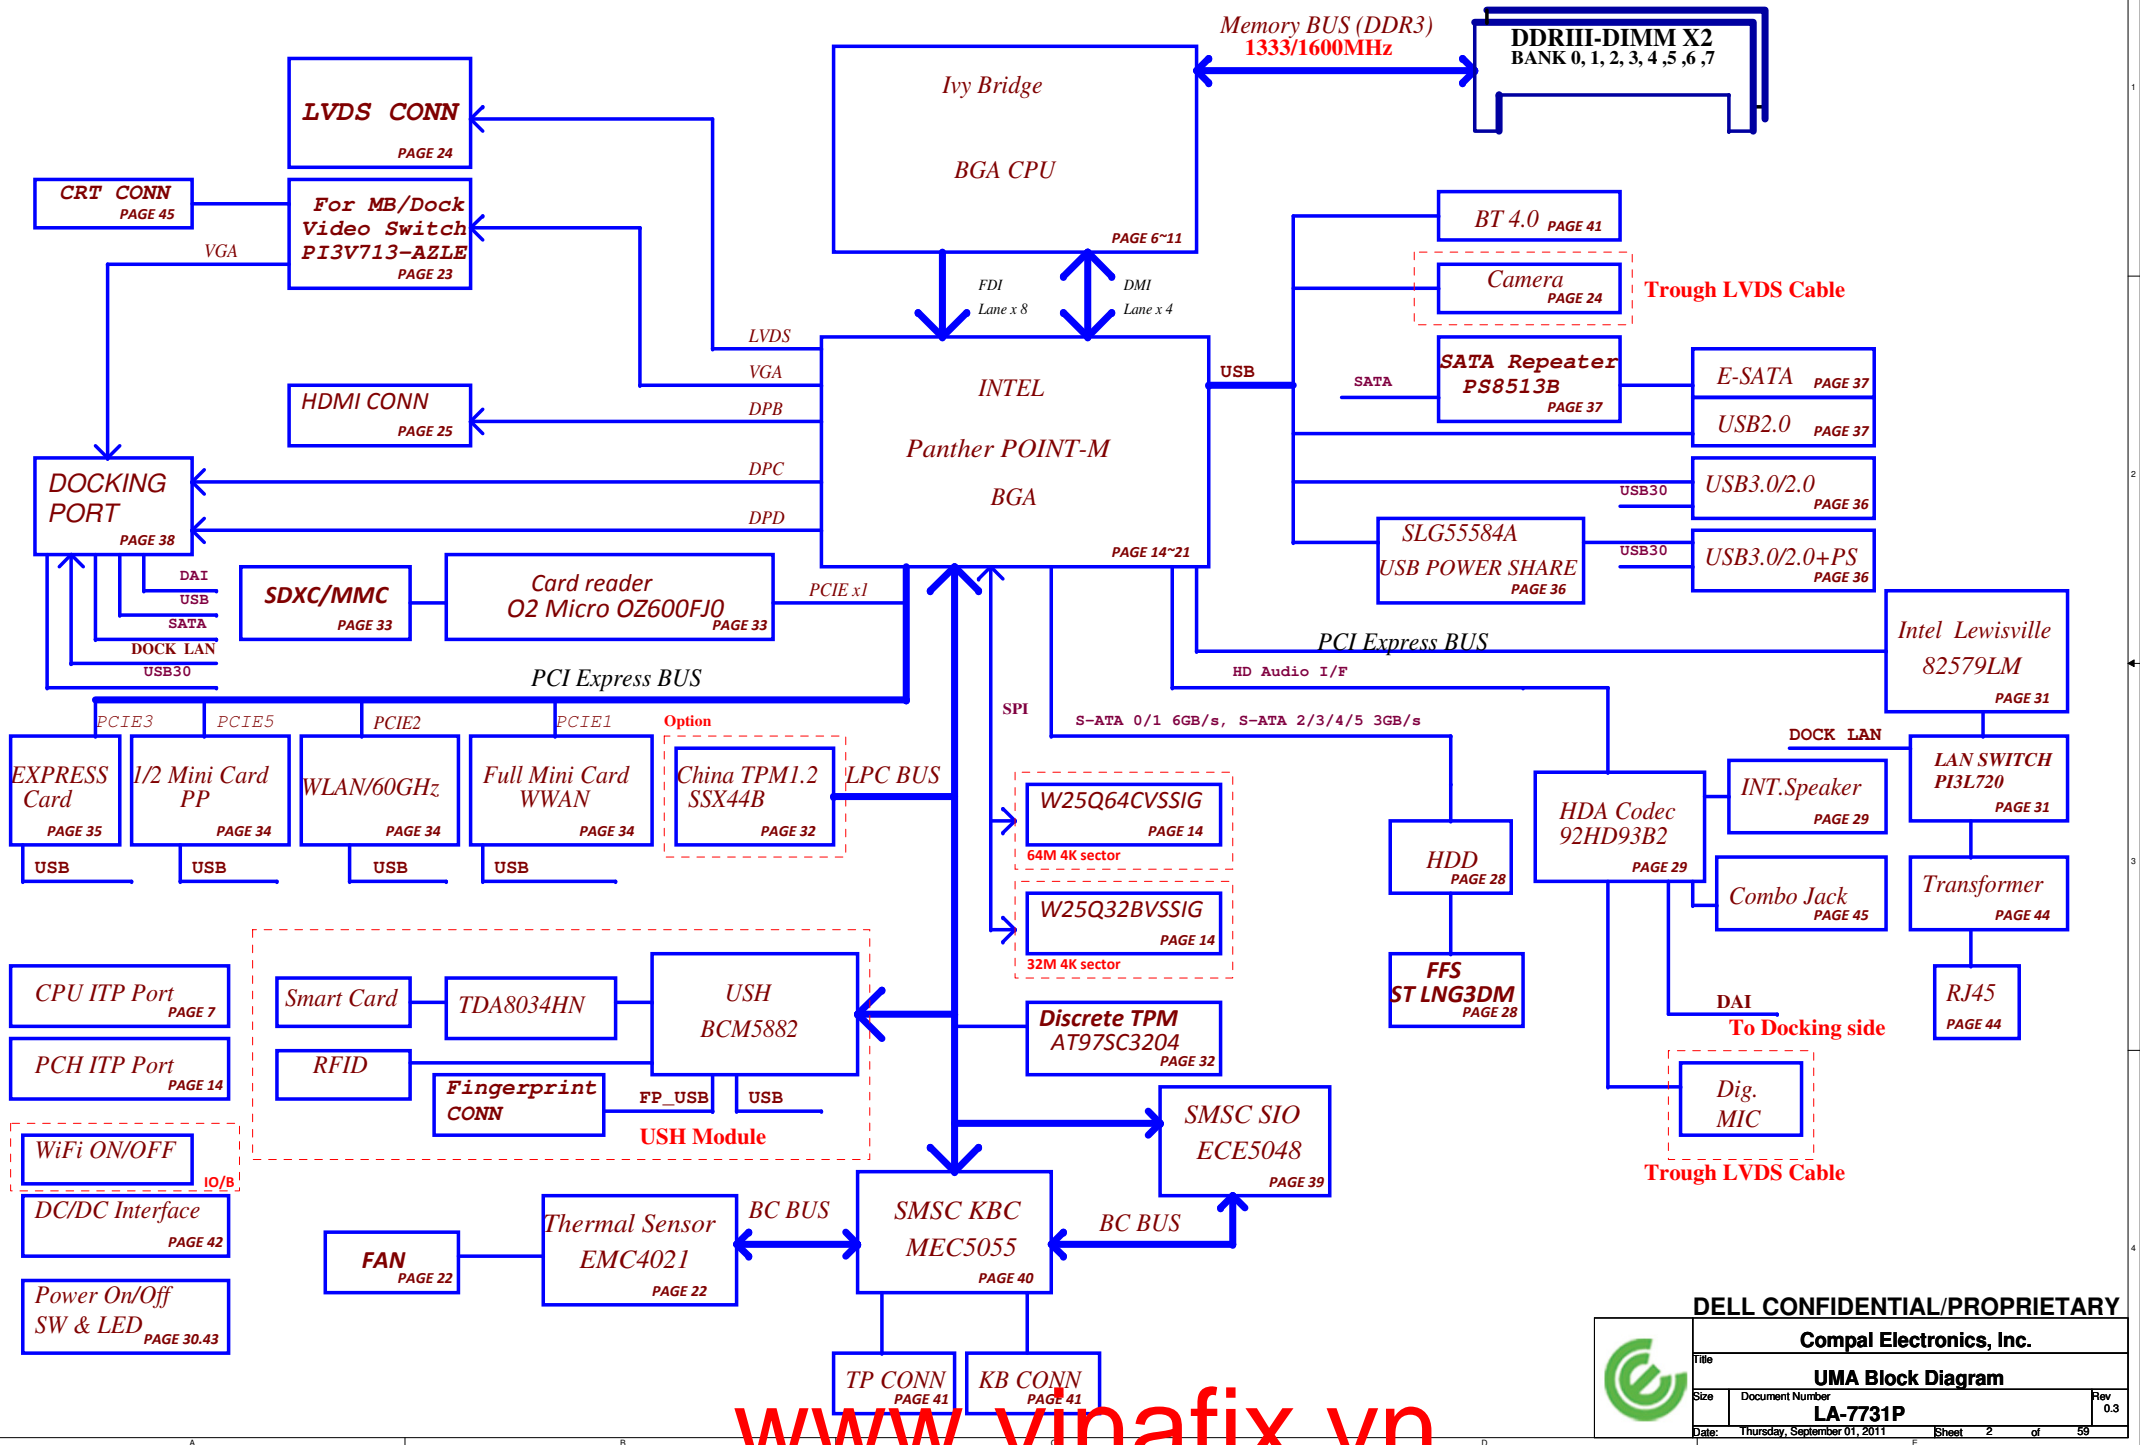 Memory BUS (DDR3)
1333/1600MHz
DDRIII-DIMM X2
BANK 0, 1, 2, 3, 4 ,5 ,6 ,7
Ivy Bridge
BGA CPU
PAGE 6~11
LVDS CONN
PAGE 24
CRT CONN
PAGE 45
For MB/Dock
Video Switch
PI3V713-AZLE
PAGE 23
VGA
FDI
Lane x 8
DMI
Lane x 4
BT 4.0 PAGE 41
Camera
PAGE 24
Trough LVDS Cable
LVDS
VGA
DPB
DPC
DPD
HDMI CONN
PAGE 25
INTEL
Panther POINT-M
BGA
PAGE 14~21
USB
SATA
SATA Repeater
PS8513B
PAGE 37
E-SATA PAGE 37
USB2.0 PAGE 37
USB30
USB3.0/2.0
PAGE 36
SLG55584A
USB POWER SHARE
PAGE 36
USB30
USB3.0/2.0+PS
PAGE 36
DOCKING
PORT
PAGE 38
DAI
USB
SATA
DOCK LAN
USB30
SDXC/MMC
PAGE 33
Card reader
O2 Micro OZ600FJ0
PAGE 33
PCIE x1
PCI Express BUS
PCI Express BUS
HD Audio I/F
Intel Lewisville
82579LM
PAGE 31
SPI
S-ATA 0/1 6GB/s, S-ATA 2/3/4/5 3GB/s
PCIE3
PCIE5
PCIE2
PCIE1
Option
EXPRESS
Card
PAGE 35
1/2 Mini Card
PP
PAGE 34
WLAN/60GHz
PAGE 34
Full Mini Card
WWAN
PAGE 34
China TPM1.2
SSX44B
PAGE 32
LPC BUS
USB
USB
USB
USB
W25Q64CVSSIG
PAGE 14
64M 4K sector
W25Q32BVSSIG
PAGE 14
32M 4K sector
HDD
PAGE 28
FFS
ST LNG3DM
PAGE 28
HDA Codec
92HD93B2
PAGE 29
INT.Speaker
PAGE 29
Combo Jack
PAGE 45
DOCK LAN
LAN SWITCH
PI3L720
PAGE 31
Transformer
PAGE 44
RJ45
PAGE 44
DAI
To Docking side
Dig.
MIC
Trough LVDS Cable
CPU ITP Port
PAGE 7
PCH ITP Port
PAGE 14
WiFi ON/OFF
IO/B
DC/DC Interface
PAGE 42
Power On/Off
SW & LED
PAGE 30.43
Smart Card
TDA8034HN
RFID
USH
BCM5882
Fingerprint
CONN
FP_USB
USB
USH Module
Discrete TPM
AT97SC3204
PAGE 32
SMSC SIO
ECE5048
PAGE 39
FAN
PAGE 22
Thermal Sensor
EMC4021
PAGE 22
BC BUS
SMSC KBC
MEC5055
PAGE 40
BC BUS
TP CONN
PAGE 41
KB CONN
PAGE 41
www.vinafix.vn
DELL CONFIDENTIAL/PROPRIETARY
Compal Electronics, Inc.
Title
UMA Block Diagram
Size
Document Number
LA-7731P
Rev
0.3
Date: Thursday, September 01, 2011
Sheet 2 of 59
1
2
3
4
A
B
D